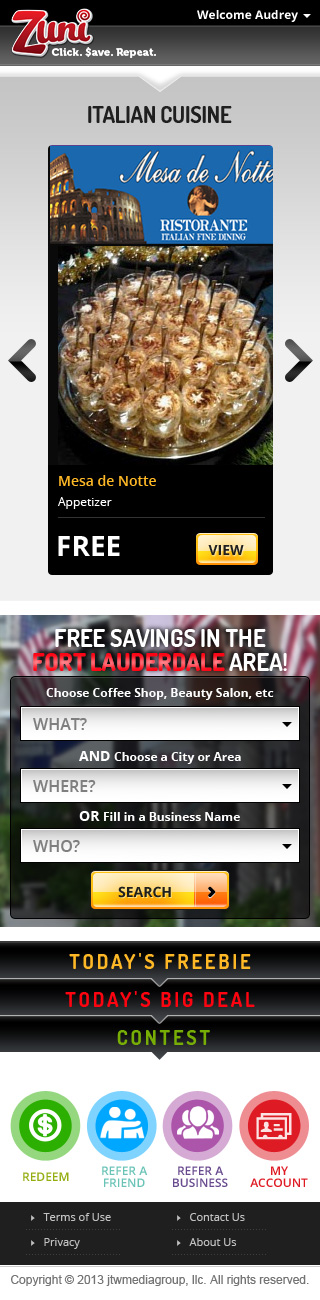 Zuni
Click. $ave. Repeat.
Welcome Audrey
ITALIAN CUISINE
Mesa de Notte
RISTORANTE
ITALIAN FINE DINING
Mesa de Notte
Appetizer
FREE
VIEW
FREE SAVINGS IN THE
FORT LAUDERDALE AREA!
Choose Coffee Shop, Beauty Salon, etc
WHAT?
AND Choose a City or Area
WHERE?
OR Fill in a Business Name
WHO?
SEARCH
TODAY'S FREEBIE
TODAY'S BIG DEAL
CONTEST
REDEEM
REFER A
FRIEND
REFER A
BUSINESS
MY
ACCOUNT
Terms of Use
Contact Us
Privacy
About Us
Copyright © 2013 jtwmediagroup, llc. All rights reserved.